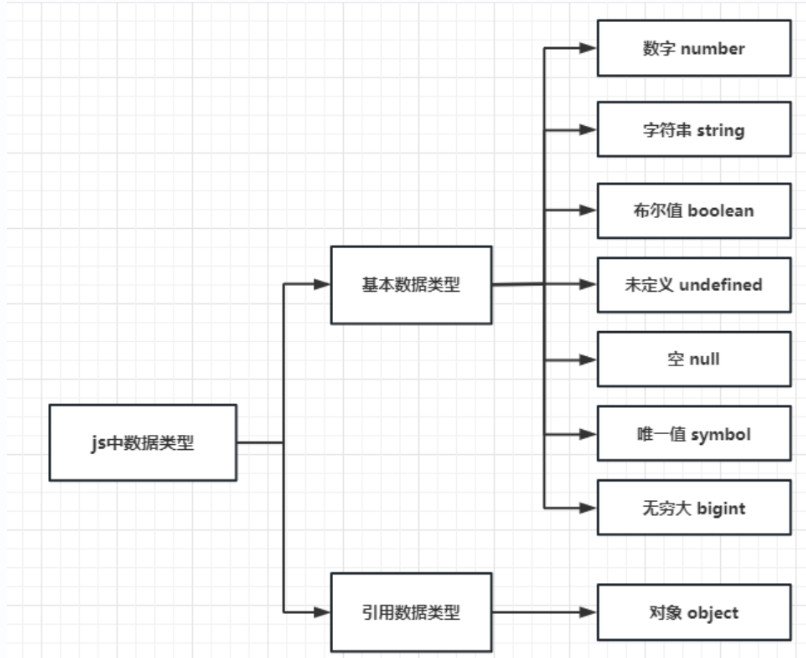 数字 number
字符串 string
布尔值 boolean
基本数据类型
未定义 undefined
空 null
js中数据类型
唯一值 symbol
无穷大 bigint
引用数据类型
对象 object